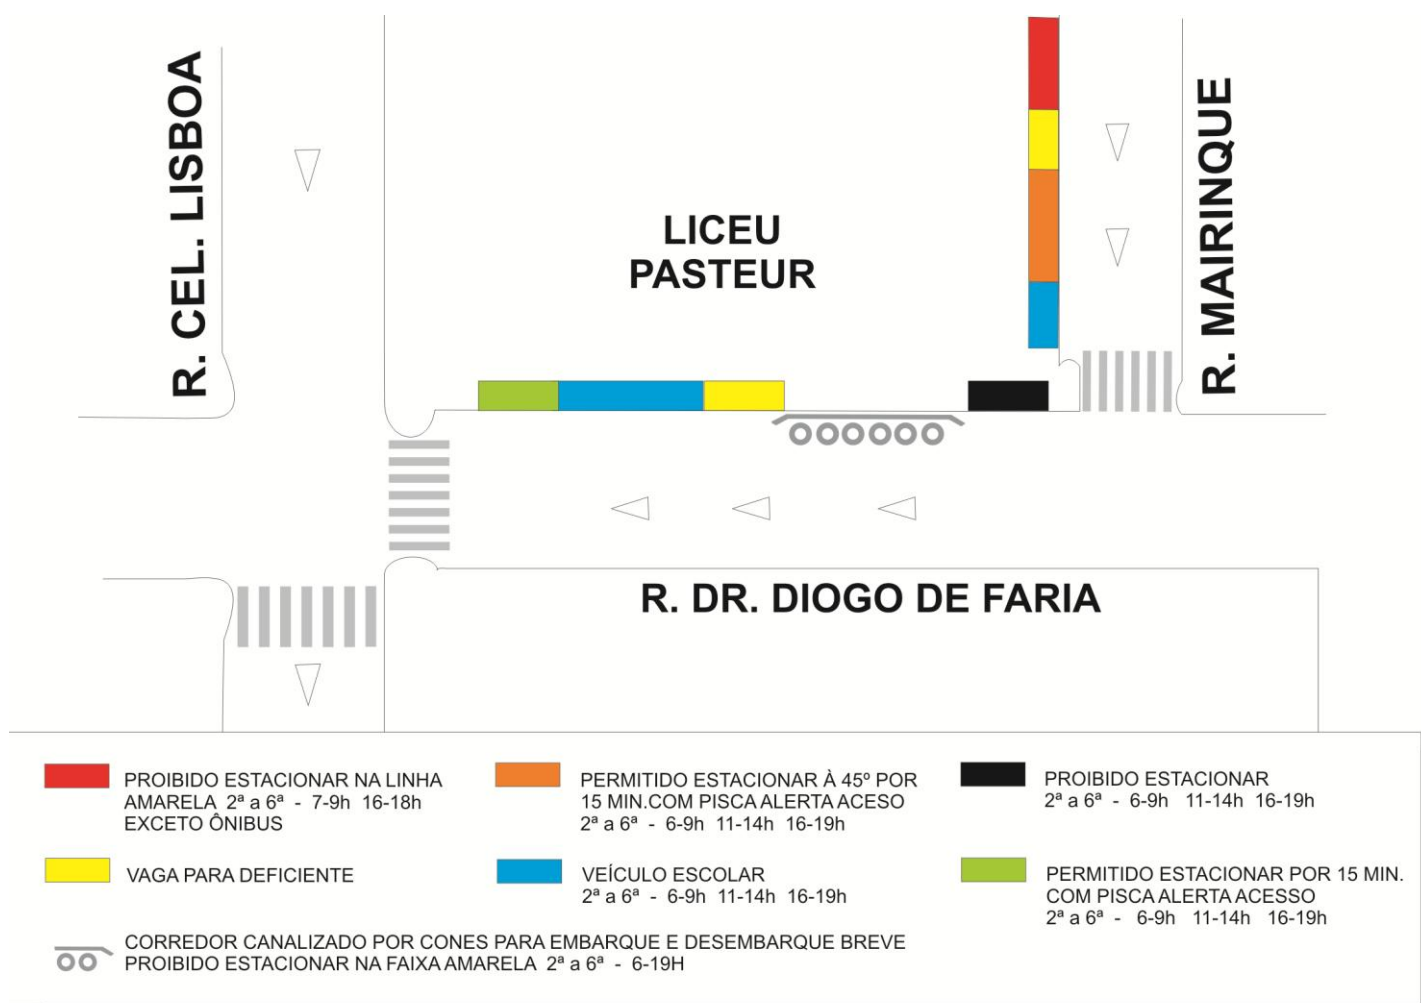 R. CEL. LISBOA
LICEU
PASTEUR
R. MAIRINQUE
R. DR. DIOGO DE FARIA
PROIBIDO ESTACIONAR NA LINHA
AMARELA 2ª a 6ª - 7-9h 16-18h
EXCETO ÔNIBUS
PERMITIDO ESTACIONAR À 45º POR
15 MIN.COM PISCA ALERTA ACESO
2ª a 6ª - 6-9h 11-14h 16-19h
PROIBIDO ESTACIONAR
2ª a 6ª - 6-9h 11-14h 16-19h
VAGA PARA DEFICIENTE
VEÍCULO ESCOLAR
2ª a 6ª - 6-9h 11-14h 16-19h
PERMITIDO ESTACIONAR POR 15 MIN.
COM PISCA ALERTA ACESSO
2ª a 6ª - 6-9h 11-14h 16-19h
CORREDOR CANALIZADO POR CONES PARA EMBARQUE E DESEMBARQUE BREVE
PROIBIDO ESTACIONAR NA FAIXA AMARELA 2ª a 6ª - 6-19H